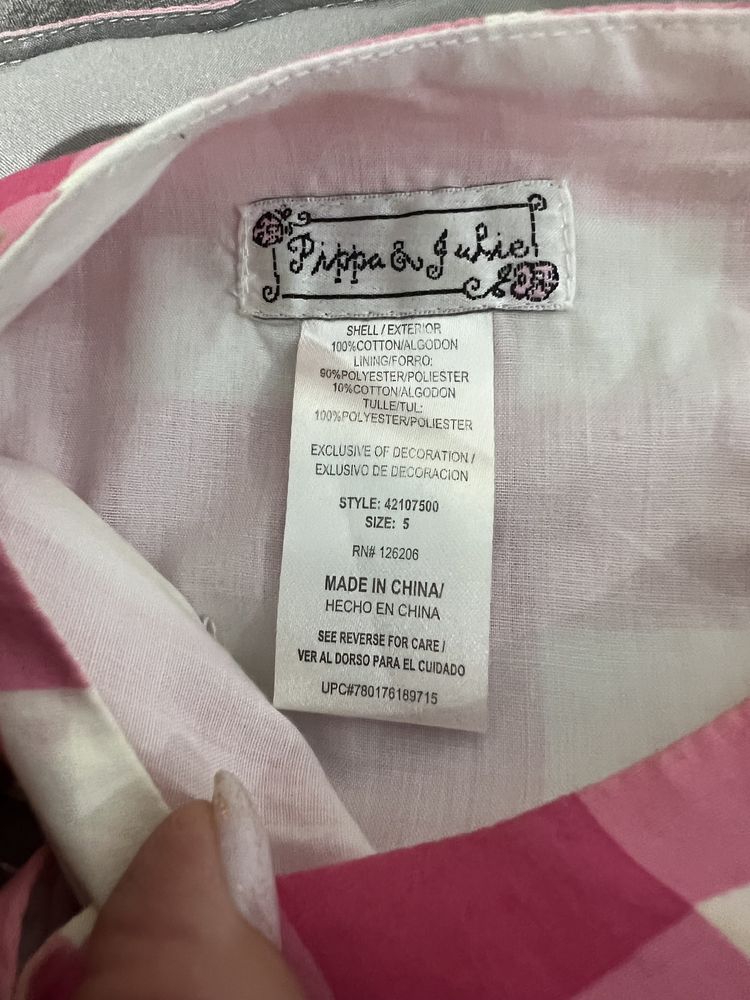 Pippa & Julie
SHELL / EXTERIOR
100%COTTON/ALGODON
LINING/FORRO:
90%POLYESTER/POLIESTER
10%COTTON/ALGODON
TULLE/TUL:
100%POLYESTER/POLIESTER
EXCLUSIVE OF DECORATION /
EXLUSIVO DE DECORACION
STYLE: 42107500
SIZE: 5
RN# 126206
MADE IN CHINA/
HECHO EN CHINA
SEE REVERSE FOR CARE /
VER AL DORSO PARA EL CUIDADO
UPC#780176189715